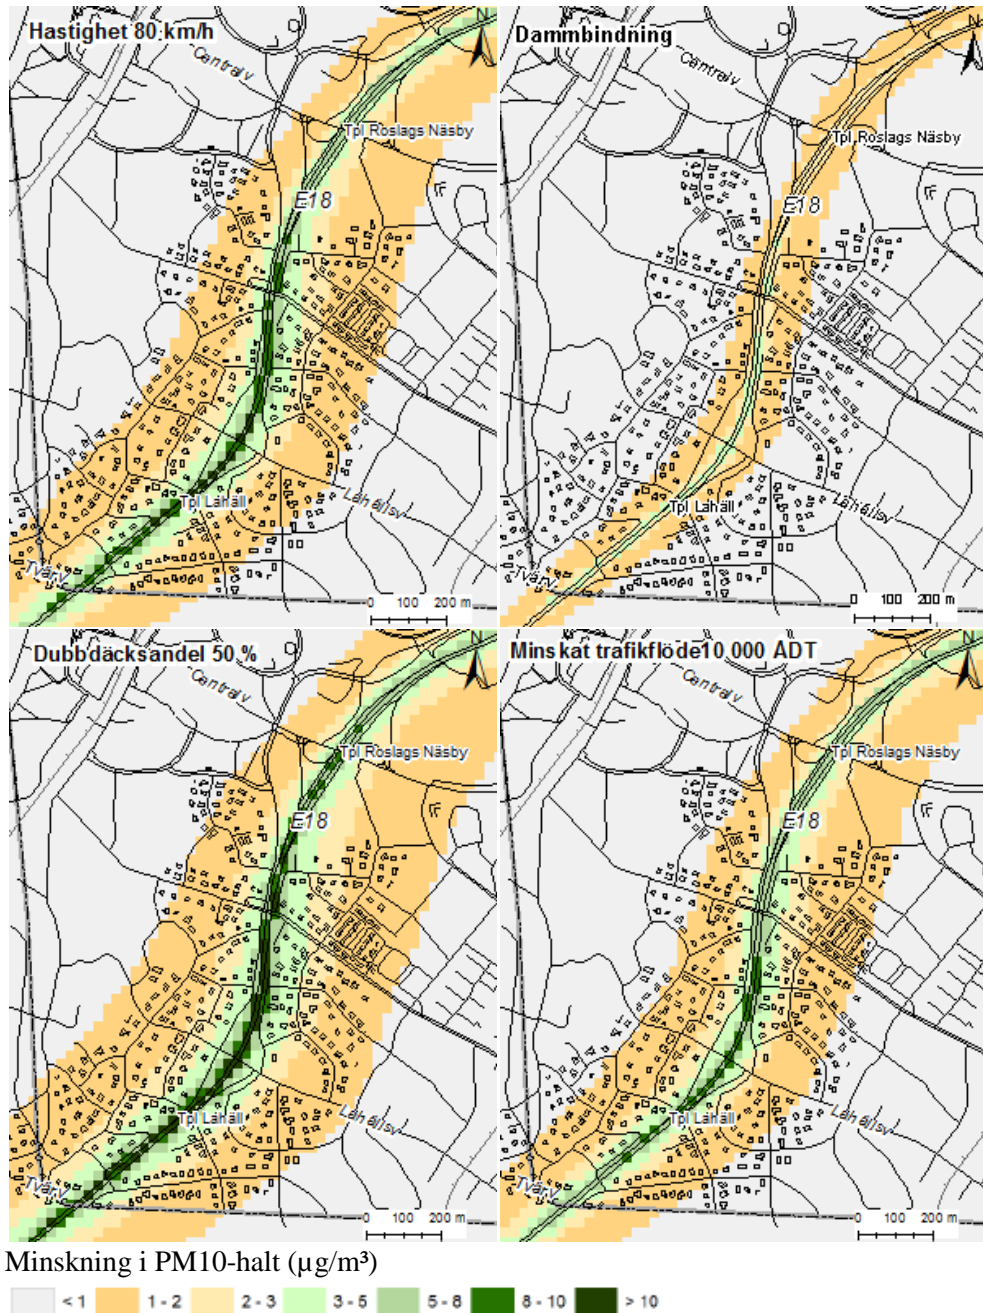 Hastighet 80 km/h
N
Centralv
Tpl Roslags Näsby
E18
Tpl Lahäll
Lahällsv
Tvärv
0 100 200 m
Dammbindning
N
Centralv
Tpl Roslags Näsby
E18
Tpl Lahäll
Lahällsv
Tvärv
0 100 200 m
Dubbdäcksandel 50 %
N
Centralv
Tpl Roslags Näsby
E18
Tpl Lahäll
Lahällsv
Tvärv
0 100 200 m
Minskat trafikflöde10 000 ÅDT
N
Centralv
Tpl Roslags Näsby
E18
Tpl Lahäll
Lahällsv
Tvärv
0 100 200 m
Minskning i PM10-halt (µg/m³)
< 1 1 - 2 2 - 3 3 - 5 5 - 8 8 - 10 > 10